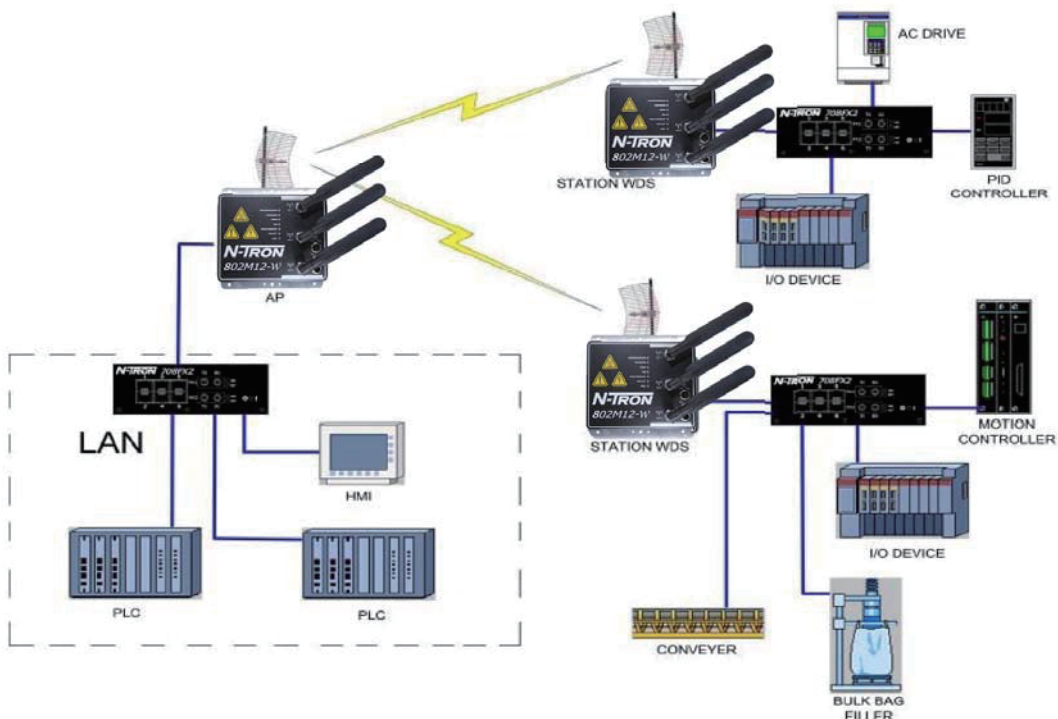 AC DRIVE
N-TRON
802M12-W
STATION WDS
N-TRON 708FX2
PID
CONTROLLER
I/O DEVICE
N-TRON
802M12-W
AP
N-TRON
802M12-W
STATION WDS
N-TRON 708FX2
MOTION
CONTROLLER
I/O DEVICE
N-TRON 708FX2
LAN
HMI
PLC
PLC
CONVEYER
BULK BAG
FILLER